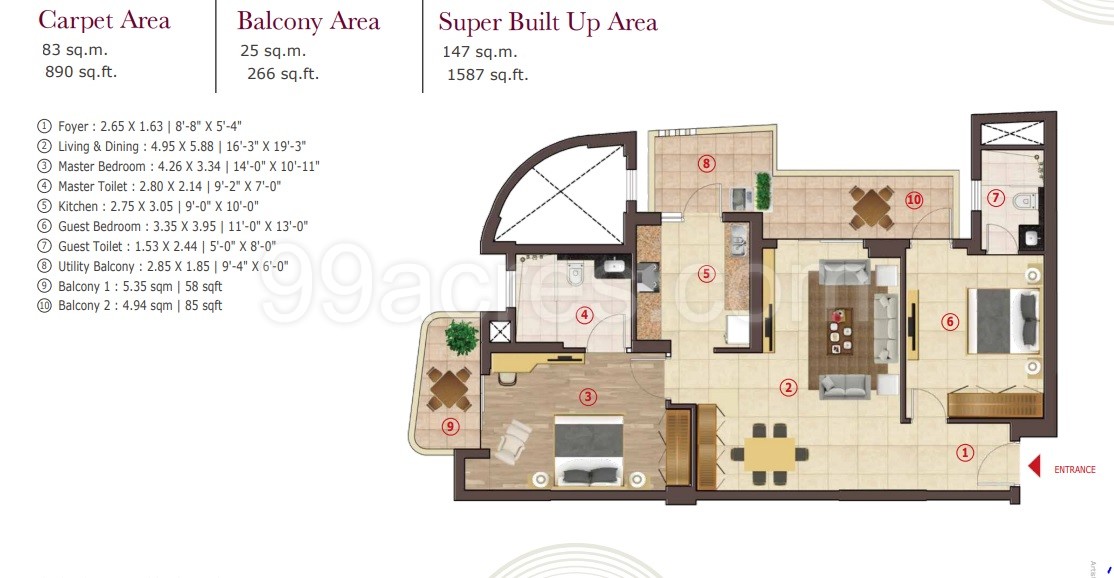 Carpet Area
83 sq.m.
890 sq.ft.
Balcony Area
25 sq.m.
266 sq.ft.
Super Built Up Area
147 sq.m.
1587 sq.ft.
1 Foyer : 2.65 X 1.63 | 8'-8" X 5'-4"
2 Living & Dining : 4.95 X 5.88 | 16'-3" X 19'-3"
3 Master Bedroom : 4.26 X 3.34 | 14'-0" X 10'-11"
4 Master Toilet : 2.80 X 2.14 | 9'-2" X 7'-0"
5 Kitchen : 2.75 X 3.05 | 9'-0" X 10'-0"
6 Guest Bedroom : 3.35 X 3.95 | 11'-0" X 13'-0"
7 Guest Toilet : 1.53 X 2.44 | 5'-0" X 8'-0"
8 Utility Balcony : 2.85 X 1.85 | 9'-4" X 6'-0"
9 Balcony 1 : 5.35 sqm | 58 sqft
10 Balcony 2 : 4.94 sqm | 85 sqft
8
10
7
5
4
6
2
3
9
1
ENTRANCE
99acres.com